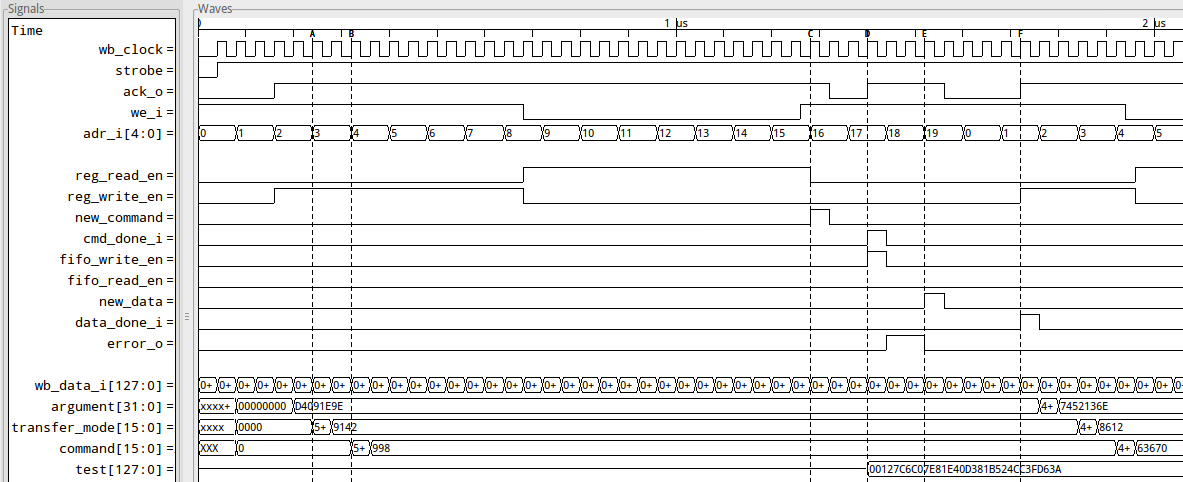 Signals Waves
Time 0 1 us 2 us
A B C D E F
wb_clock =
strobe =
ack_o =
we_i =
adr_i[4:0] = 0 1 2 3 4 5 6 7 8 9 10 11 12 13 14 15 16 17 18 19 0 1 2 3 4 5
reg_read_en =
reg_write_en =
new_command =
cmd_done_i =
fifo_write_en =
fifo_read_en =
new_data =
data_done_i =
error_o =
wb_data_i[127:0] = 0+ 0+ 0+ 0+ 0+ 0+ 0+ 0+ 0+ 0+ 0+ 0+ 0+ 0+ 0+ 0+ 0+ 0+ 0+ 0+ 0+ 0+ 0+ 0+ 0+ 0+ 0+ 0+ 0+ 0+ 0+ 0+ 0+ 0+ 0+ 0+ 0+ 0+ 0+ 0+ 0+ 0+ 0+ 0+ 0+ 0+ 0+ 0+ 0+ 0+ 0+
argument[31:0] = xxxx+ 00000000 D4091E9E 4+ 7452136E
transfer_mode[15:0] = xxxx 0000 5+ 9142 4+ 8612
command[15:0] = XXX 0 5+ 998 4+ 63670
test[127:0] = 00127C6C07E81E40D381B524CC3FD63A